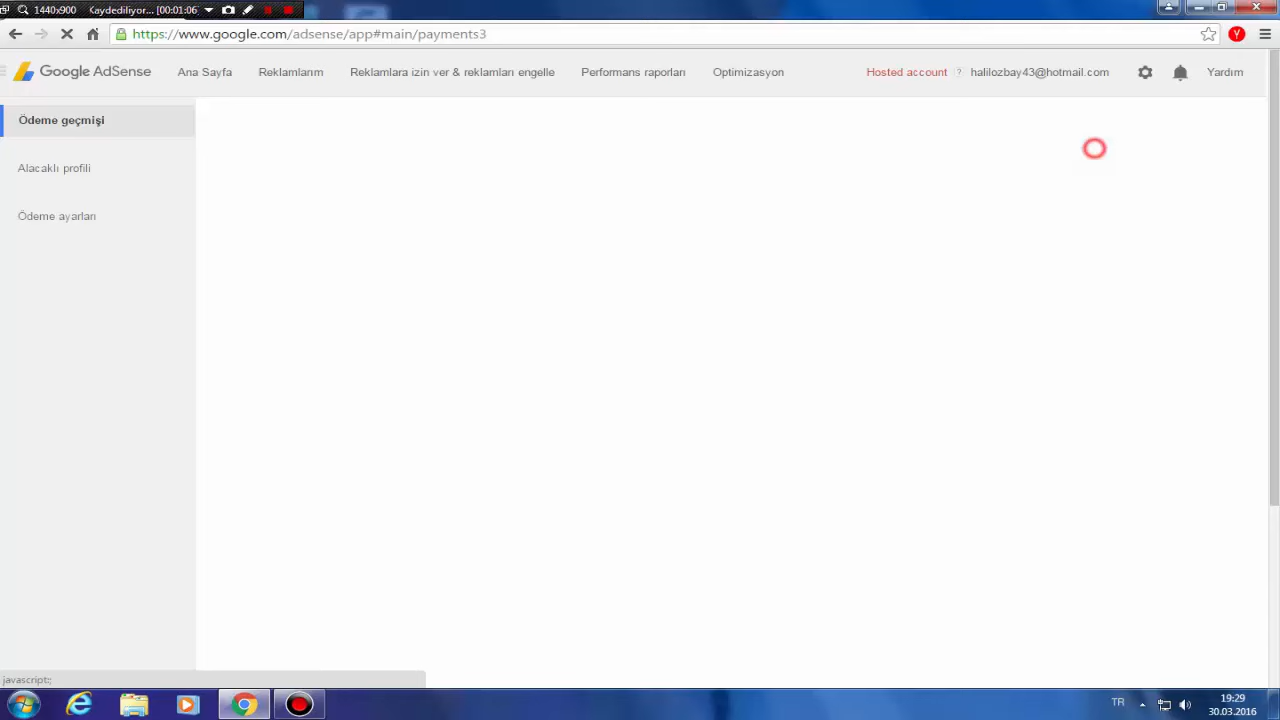 1440x900 Kaydediliyor... [00:01:06]
https://www.google.com/adsense/app#main/payments3
Google AdSense Ana Sayfa Reklamlarım Reklamlara izin ver & reklamları engelle Performans raporları Optimizasyon Hosted account ? halilozbay43@hotmail.com Yardım
Ödeme geçmişi
Alacaklı profili
Ödeme ayarları
javascript:;
TR 19:29
30.03.2016